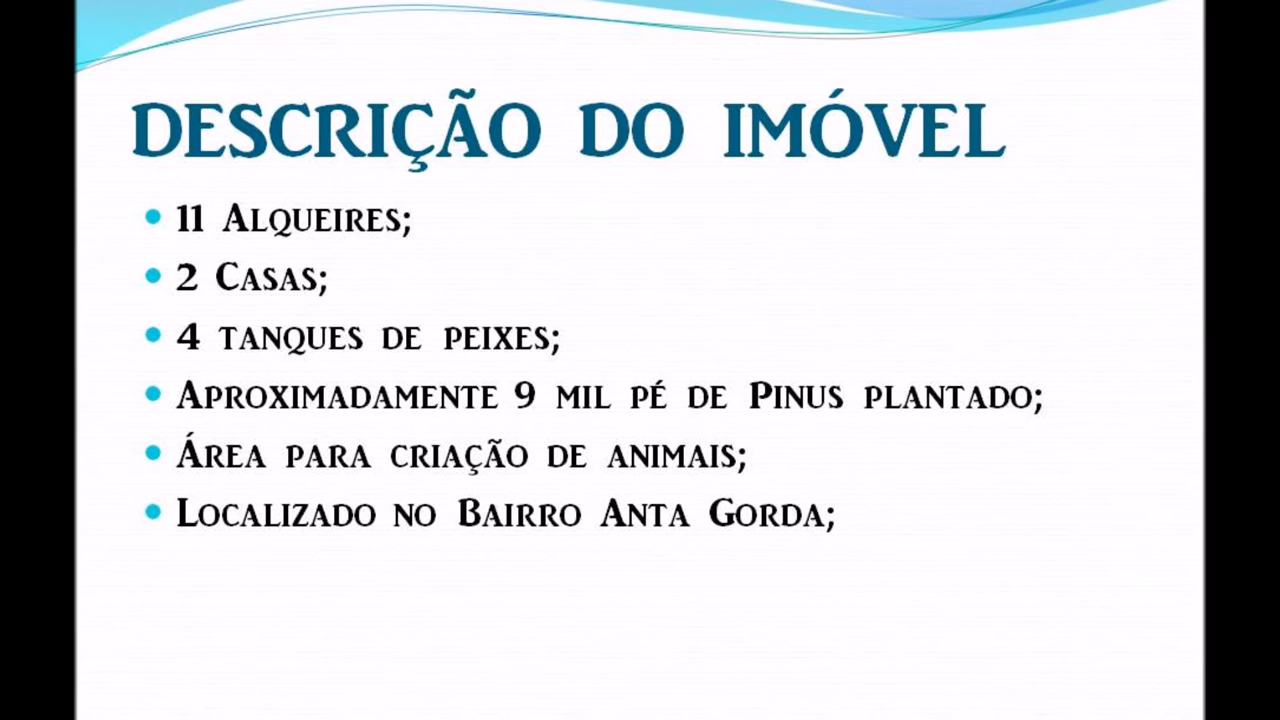 DESCRIÇÃO DO IMÓVEL
• 11 Alqueires;
• 2 Casas;
• 4 tanques de peixes;
• Aproximadamente 9 mil pé de Pinus plantado;
• Área para criação de animais;
• Localizado no Bairro Anta Gorda;